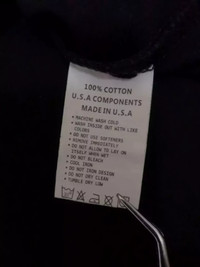 100% COTTON
U.S.A COMPONENTS
MADE IN U.S.A
• MACHINE WASH COLD
• WASH INSIDE OUT WITH LIKE
COLORS
• DO NOT USE SOFTENERS
• REMOVE IMMEDIATELY
• DO NOT ALLOW TO LAY ON
ITSELF WHEN WET
• DO NOT BLEACH
• COOL IRON
• DO NOT IRON DESIGN
• DO NOT DRY CLEAN
• TUMBLE DRY LOW